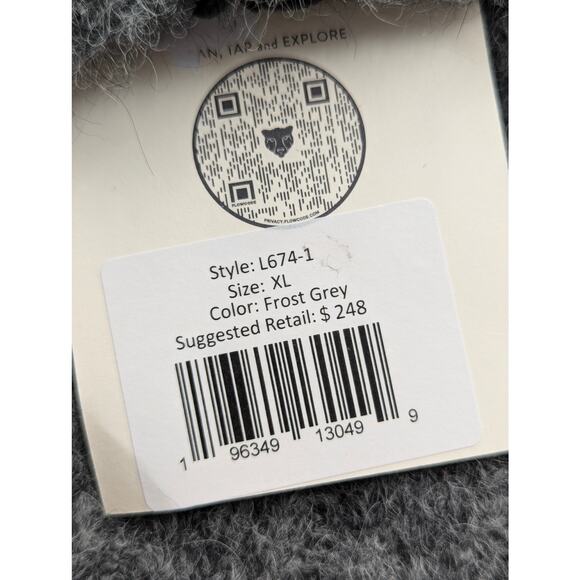 AN, TAP and EXPLORE
FLOWCODE
PRIVACY.FLOWCODE.COM
Style: L674-1
Size: XL
Color: Frost Grey
Suggested Retail: $ 248
1 96349 13049 9